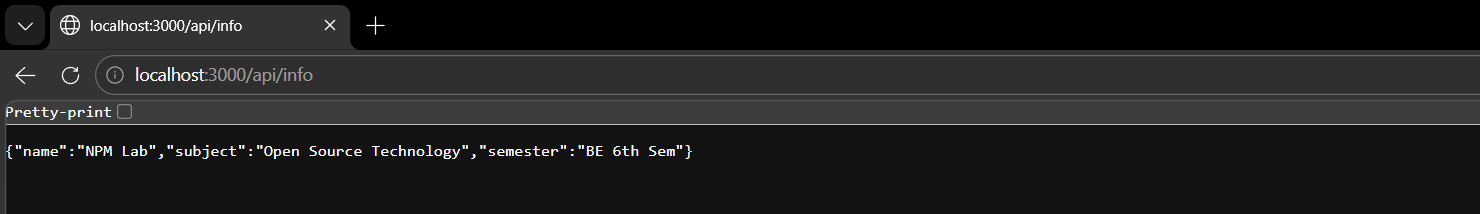 localhost:3000/api/info
localhost:3000/api/info
Pretty-print
{"name":"NPM Lab","subject":"Open Source Technology","semester":"BE 6th Sem"}